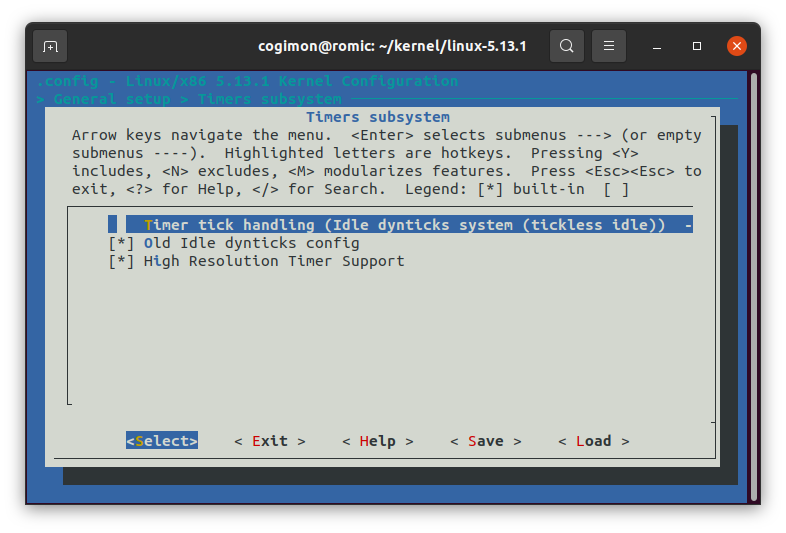 cogimon@romic: ~/kernel/linux-5.13.1
.config - Linux/x86 5.13.1 Kernel Configuration
> General setup > Timers subsystem
Timers subsystem
Arrow keys navigate the menu.  <Enter> selects submenus ---> (or empty
submenus ----).  Highlighted letters are hotkeys.  Pressing <Y>
includes, <N> excludes, <M> modularizes features.  Press <Esc><Esc> to
exit, <?> for Help, </> for Search.  Legend: [*] built-in  [ ]
Timer tick handling (Idle dynticks system (tickless idle))  -
[*] Old Idle dynticks config
[*] High Resolution Timer Support
<Select>    < Exit >    < Help >    < Save >    < Load >